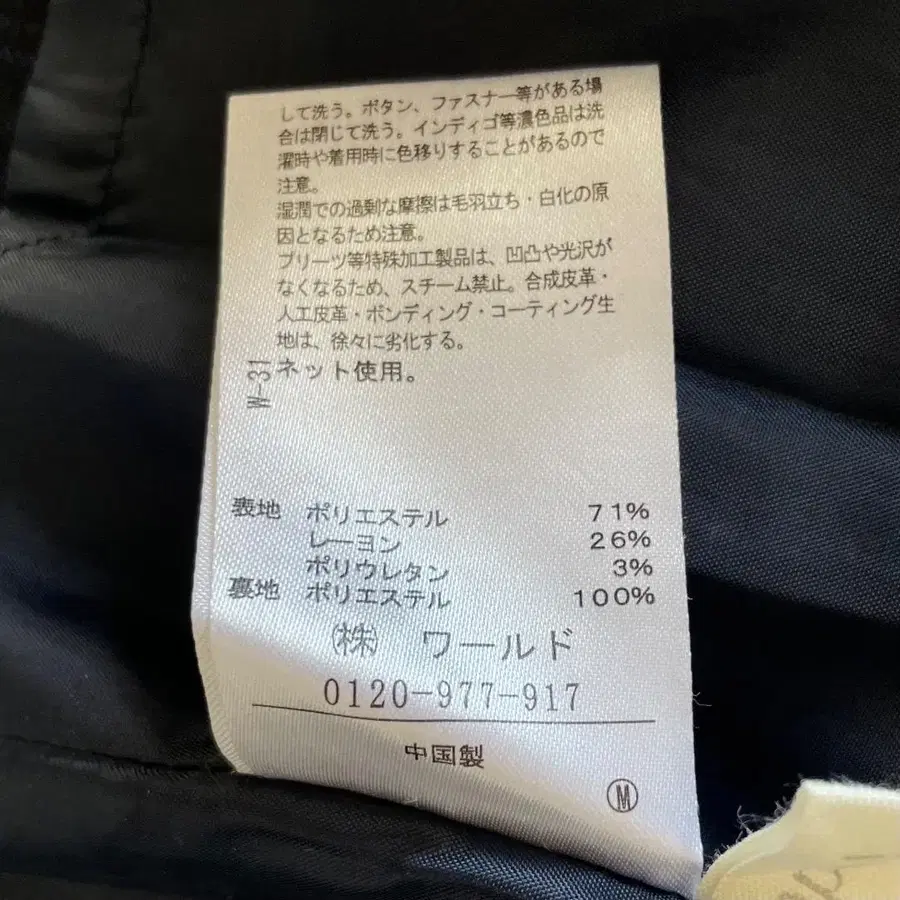 して洗う。ボタン、ファスナー等がある場
合は閉じて洗う。インディゴ等濃色品は洗
濯時や着用時に色移りすることがあるので
注意。
湿潤での過剰な摩擦は毛羽立ち・白化の原
因となるため注意。
プリーツ等特殊加工製品は、凹凸や光沢が
なくなるため、スチーム禁止。合成皮革・
人工皮革・ボンディング・コーティング生
地は、徐々に劣化する。
ネット使用。
W-31
表地 ポリエステル 71%
レーヨン 26%
ポリウレタン 3%
裏地 ポリエステル 100%
㈱ ワールド
0120-977-917
中国製
Ⓜ